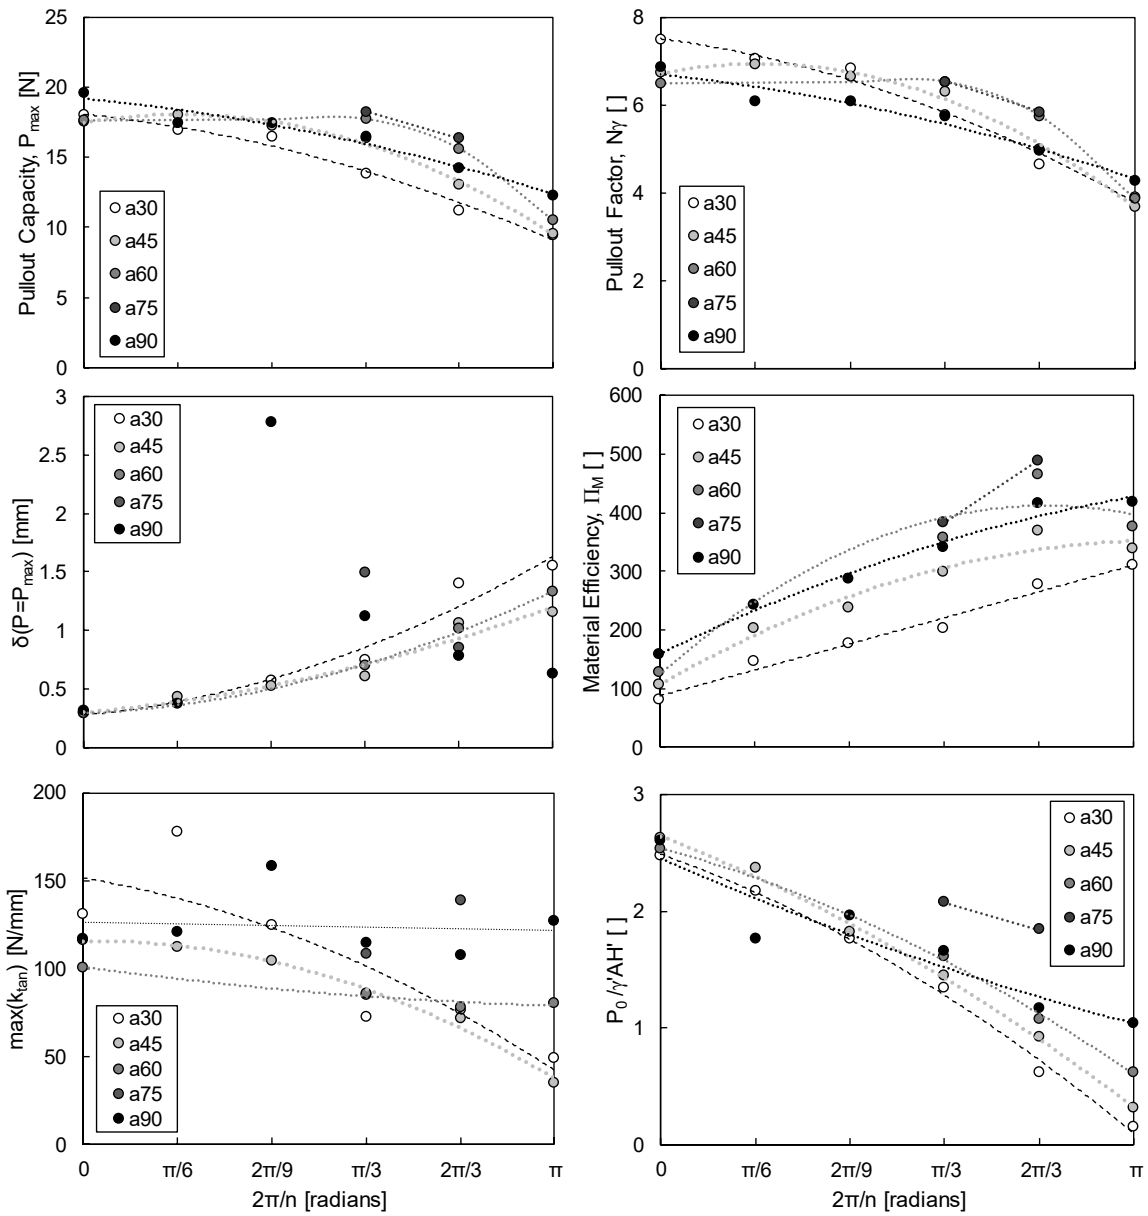 Pullout Capacity, P_max [N]
25
20
15
10
5
0
a30
a45
a60
a75
a90
Pullout Factor, Nγ [ ]
8
6
4
2
0
a30
a45
a60
a75
a90
δ(P=P_max) [mm]
3
2.5
2
1.5
1
0.5
0
a30
a45
a60
a75
a90
Material Efficiency, Π_M [ ]
600
500
400
300
200
100
0
a30
a45
a60
a75
a90
max(k_tan) [N/mm]
200
150
100
50
0
a30
a45
a60
a75
a90
0 π/6 2π/9 π/3 2π/3 π
2π/n [radians]
P_0/γ'AH' [ ]
3
2
1
0
a30
a45
a60
a75
a90
0 π/6 2π/9 π/3 2π/3 π
2π/n [radians]